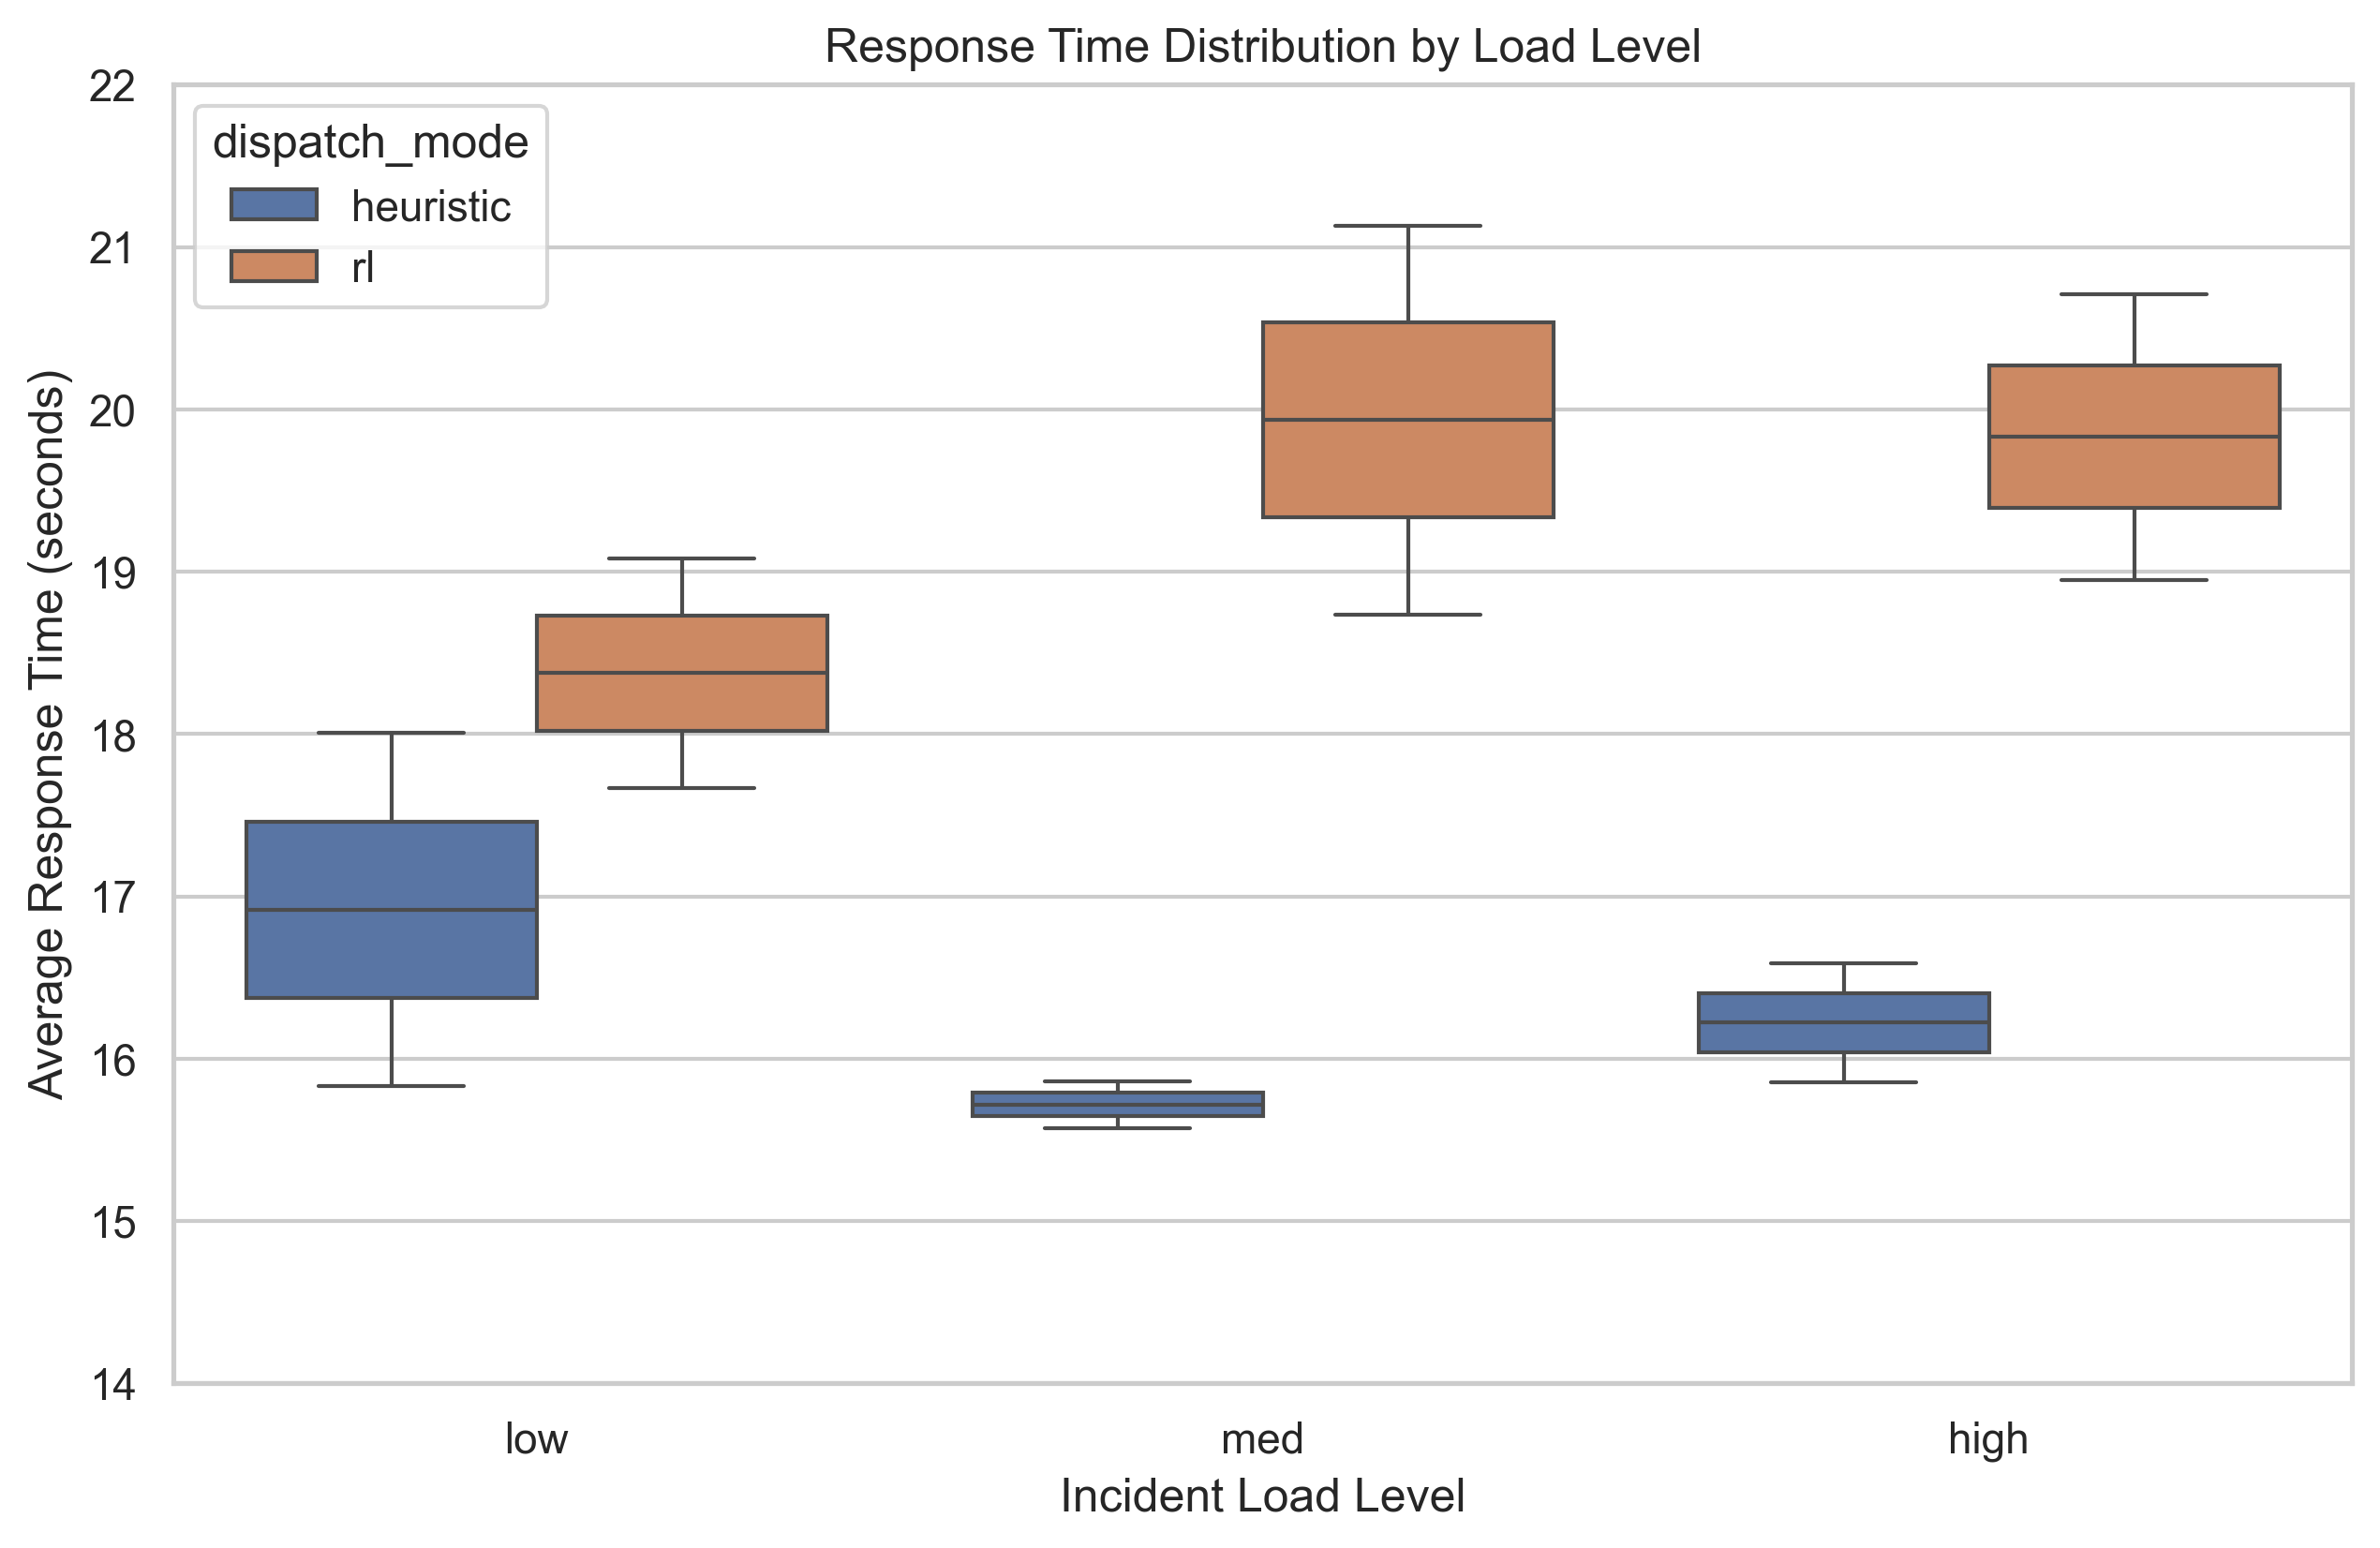 Response Time Distribution by Load Level
dispatch_mode
heuristic
rl
Average Response Time (seconds)
22
21
20
19
18
17
16
15
14
low
med
high
Incident Load Level